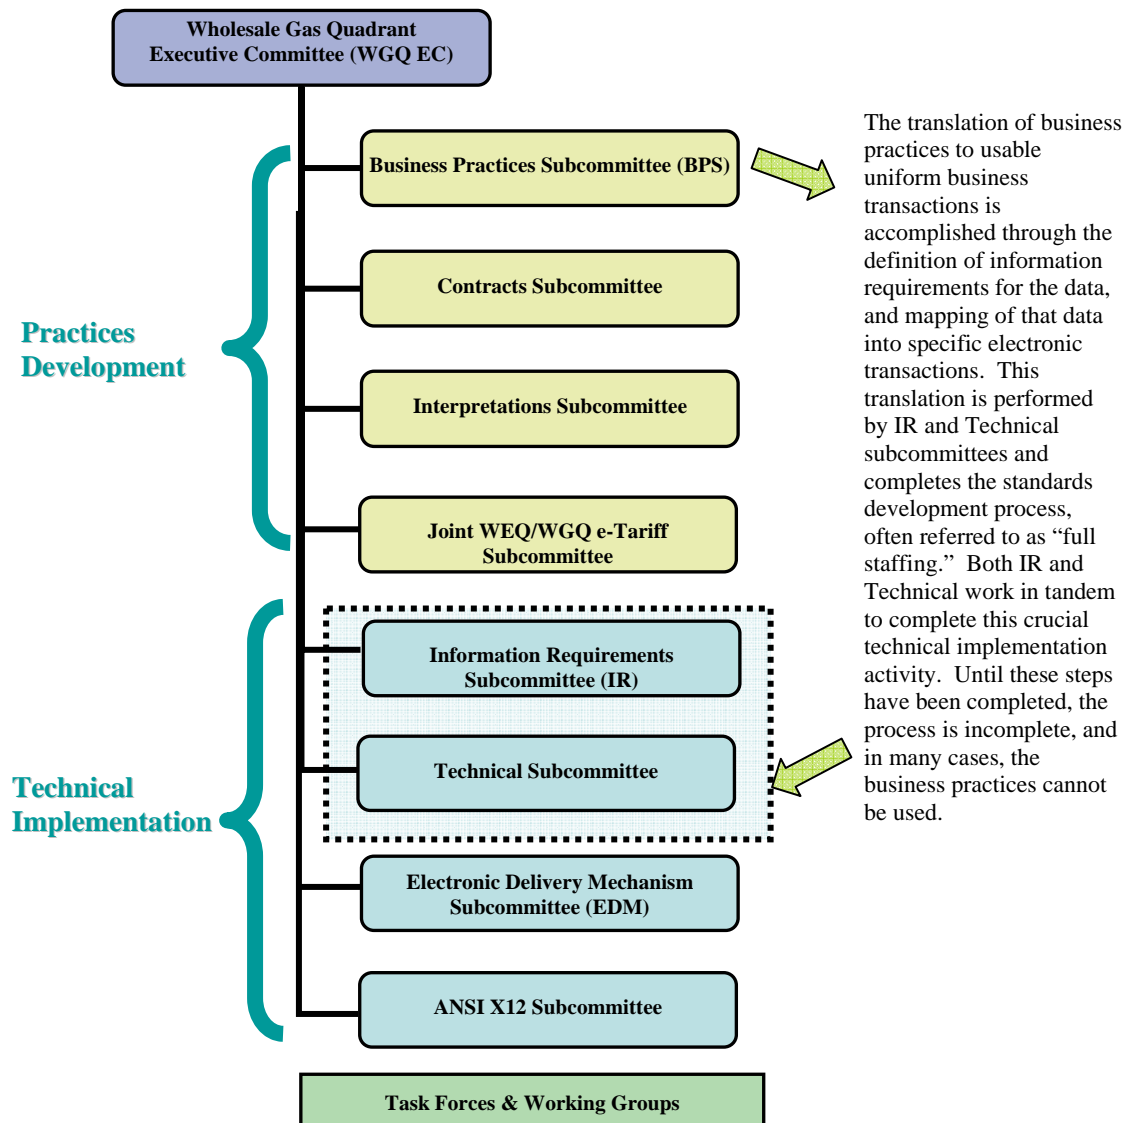 Wholesale Gas Quadrant
Executive Committee (WGQ EC)
Business Practices Subcommittee (BPS)
Contracts Subcommittee
Practices
Development
Interpretations Subcommittee
Joint WEQ/WGQ e-Tariff
Subcommittee
Information Requirements
Subcommittee (IR)
Technical Subcommittee
Technical
Implementation
Electronic Delivery Mechanism
Subcommittee (EDM)
ANSI X12 Subcommittee
Task Forces & Working Groups
The translation of business
practices to usable
uniform business
transactions is
accomplished through the
definition of information
requirements for the data,
and mapping of that data
into specific electronic
transactions.  This
translation is performed
by IR and Technical
subcommittees and
completes the standards
development process,
often referred to as “full
staffing.”  Both IR and
Technical work in tandem
to complete this crucial
technical implementation
activity.  Until these steps
have been completed, the
process is incomplete, and
in many cases, the
business practices cannot
be used.